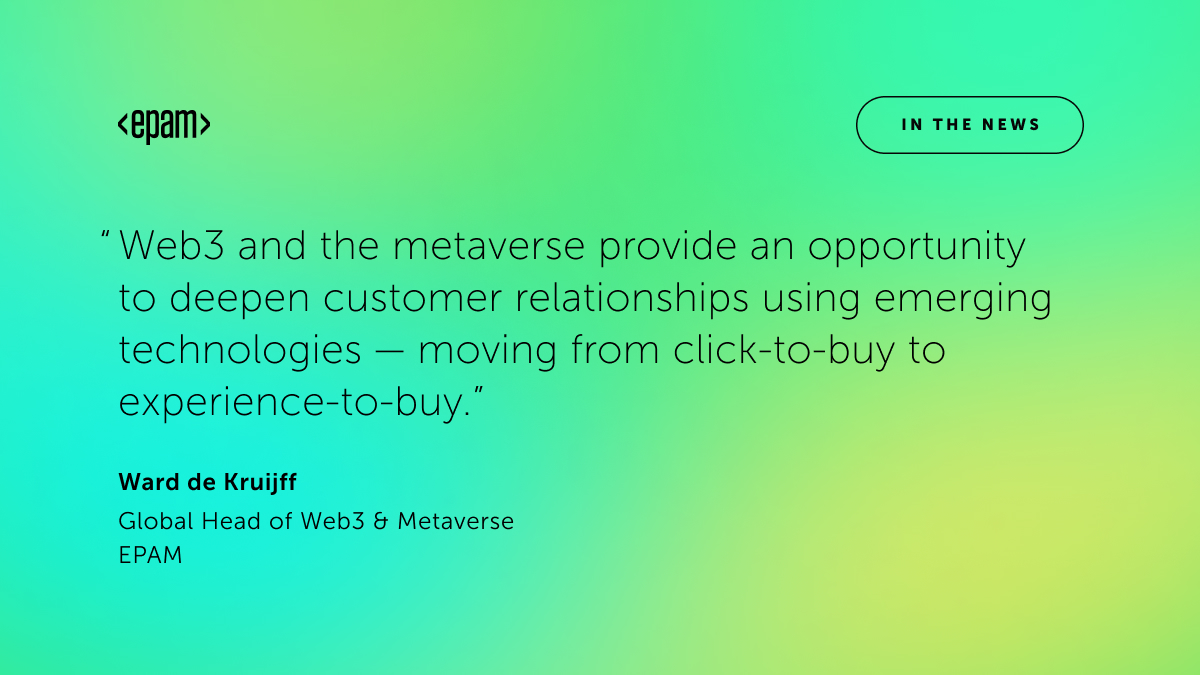 <epam>
IN THE NEWS
“Web3 and the metaverse provide an opportunity
to deepen customer relationships using emerging
technologies — moving from click-to-buy to
experience-to-buy.”
Ward de Kruijff
Global Head of Web3 & Metaverse
EPAM